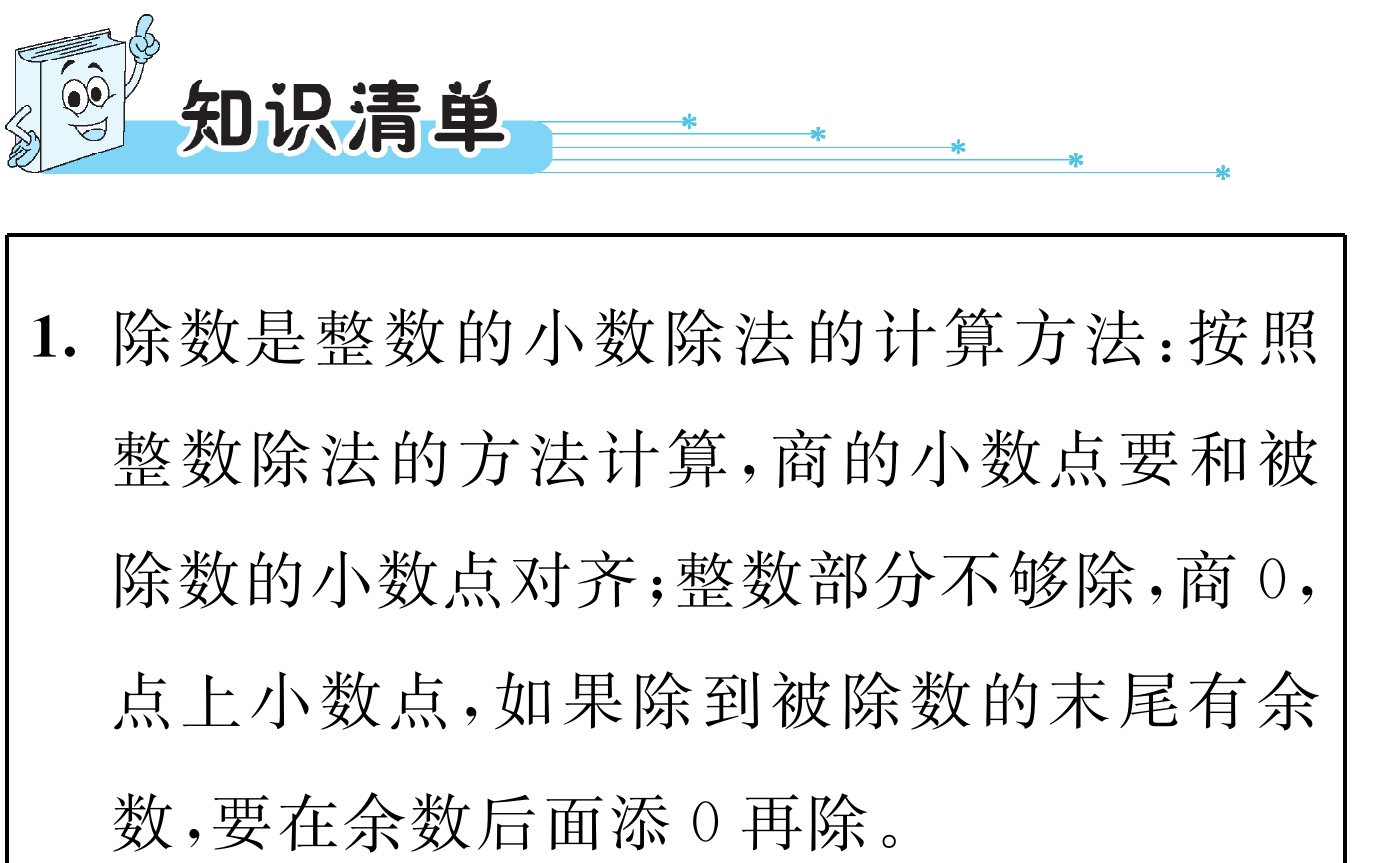 知识清单
1. 除数是整数的小数除法的计算方法:按照
整数除法的方法计算,商的小数点要和被
除数的小数点对齐;整数部分不够除,商 0,
点上小数点,如果除到被除数的末尾有余
数,要在余数后面添 0 再除。